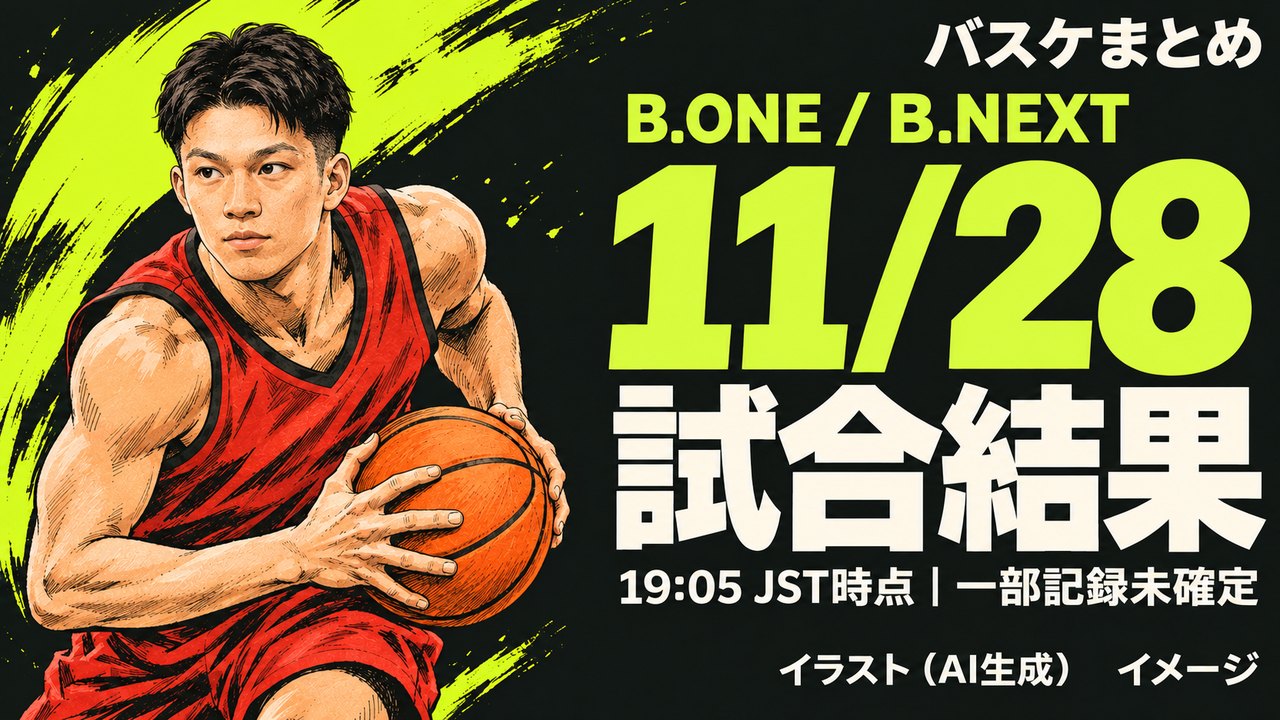 バスケまとめ
B.ONE / B.NEXT
11/28
試合結果
19:05 JST時点｜一部記録未確定
イラスト（AI生成）　イメージ